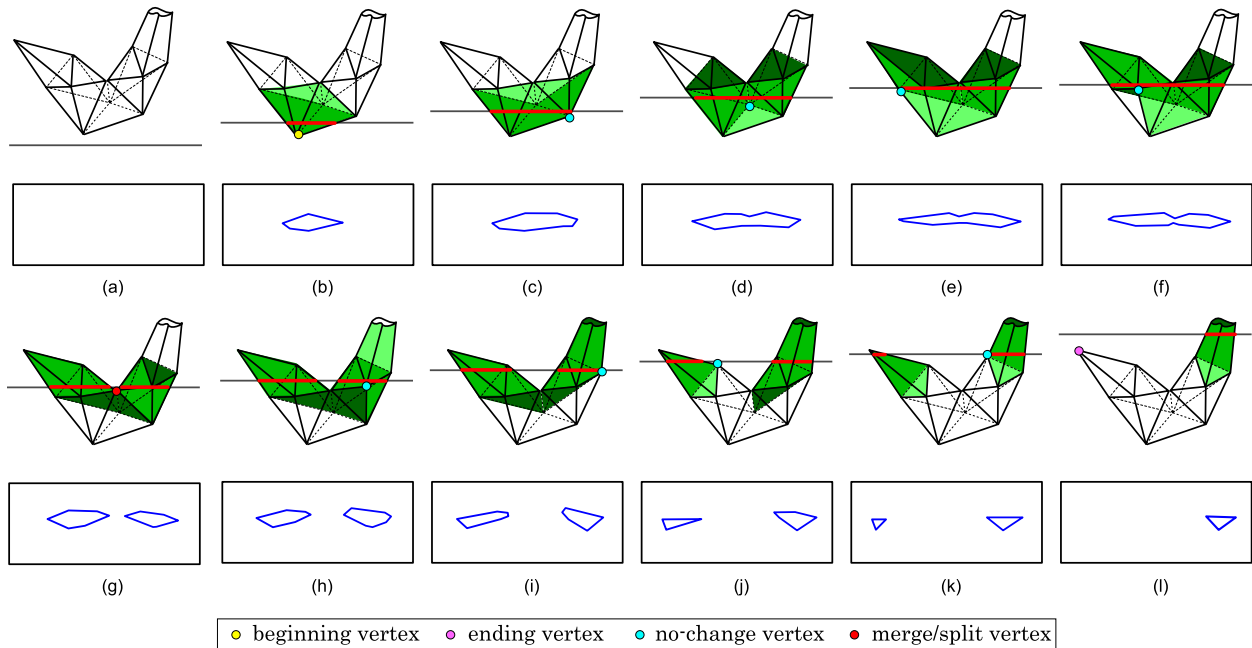 (a) (b) (c) (d) (e) (f)
(g) (h) (i) (j) (k) (l)
beginning vertex ending vertex no-change vertex merge/split vertex